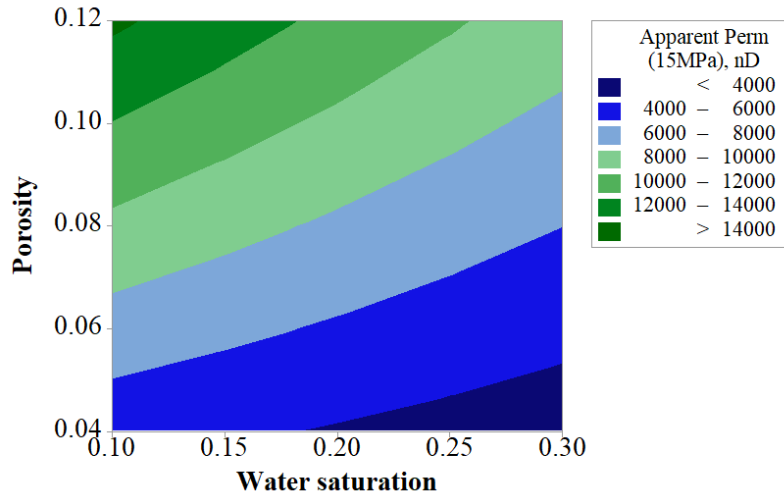 0.12
0.10
0.08
0.06
0.04
Porosity
0.10 0.15 0.20 0.25 0.30
Water saturation
Apparent Perm
(15MPa), nD
< 4000
4000 – 6000
6000 – 8000
8000 – 10000
10000 – 12000
12000 – 14000
> 14000